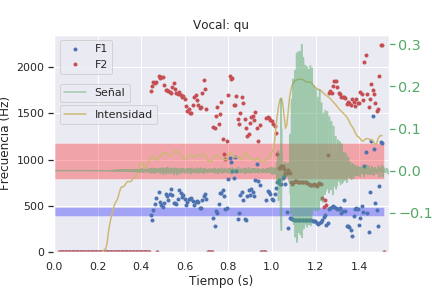 Vocal: qu
F1
F2
Señal
Intensidad
Frecuencia (Hz)
2000
1500
1000
500
0
0.3
0.2
0.1
0.0
−0.1
0.0 0.2 0.4 0.6 0.8 1.0 1.2 1.4
Tiempo (s)